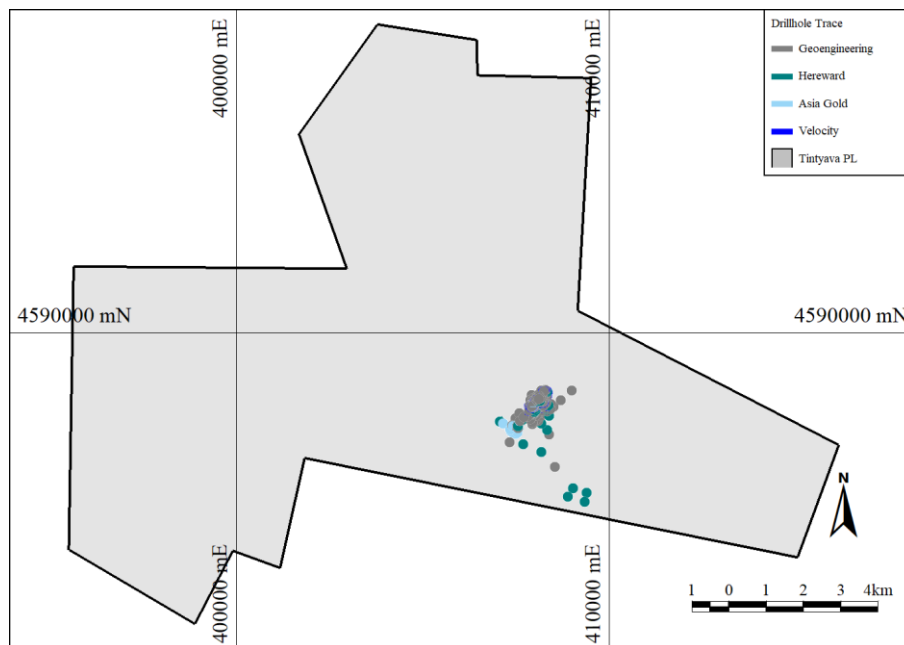 400000 mE
410000 mE
Drillhole Trace
Geoengineering
Hereward
Asia Gold
Velocity
Tintyava PL
4590000 mN
4590000 mN
N
400000 mE
410000 mE
1 0 1 2 3 4km